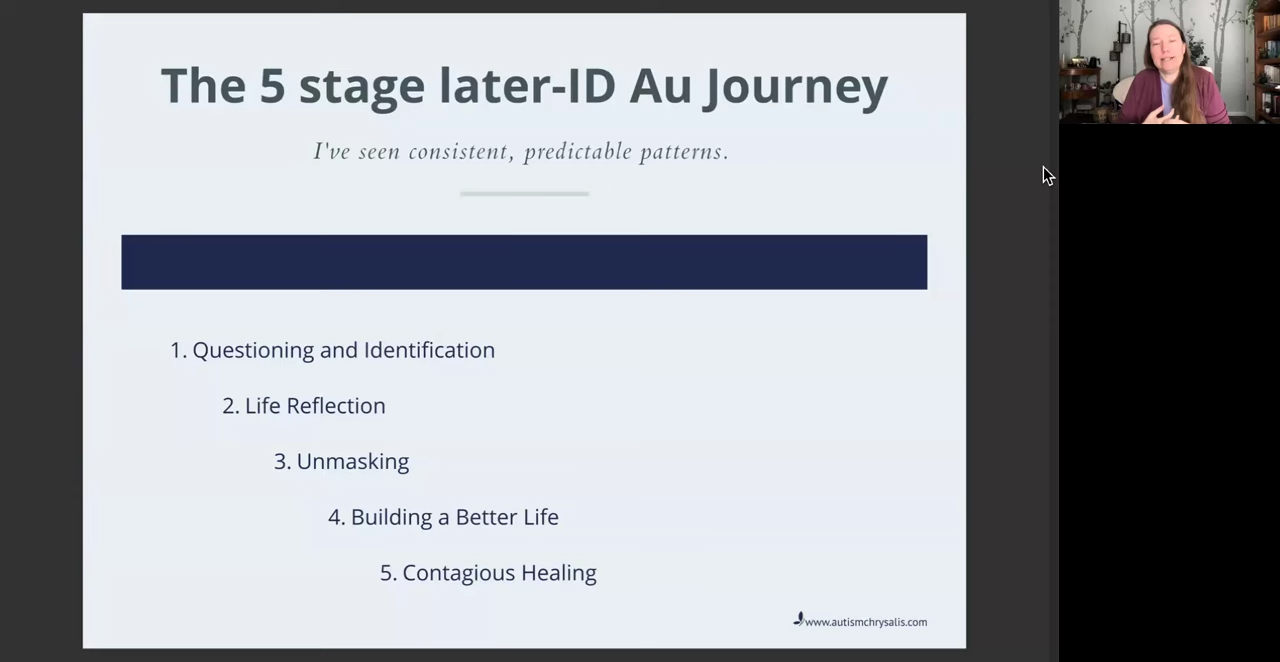 The 5 stage later-ID Au Journey
I've seen consistent, predictable patterns.
1. Questioning and Identification
2. Life Reflection
3. Unmasking
4. Building a Better Life
5. Contagious Healing
www.autismchrysalis.com